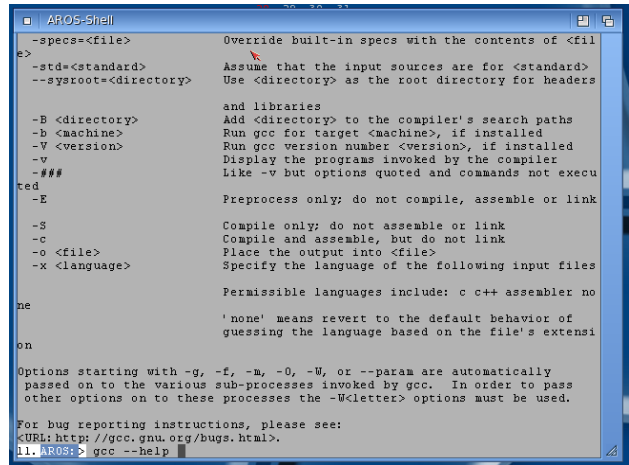 AROS-Shell
-specs=<file>            Override built-in specs with the contents of <fil
e>
-std=<standard>          Assume that the input sources are for <standard>
--sysroot=<directory>    Use <directory> as the root directory for headers
and libraries
-B <directory>           Add <directory> to the compiler's search paths
-b <machine>             Run gcc for target <machine>, if installed
-V <version>             Run gcc version number <version>, if installed
-v                       Display the programs invoked by the compiler
-###                     Like -v but options quoted and commands not execu
ted
-E                       Preprocess only; do not compile, assemble or link
-S                       Compile only; do not assemble or link
-c                       Compile and assemble, but do not link
-o <file>                Place the output into <file>
-x <language>            Specify the language of the following input files
Permissible languages include: c c++ assembler no
ne
'none' means revert to the default behavior of
guessing the language based on the file's extensi
on
Options starting with -g, -f, -m, -O, -W, or --param are automatically
passed on to the various sub-processes invoked by gcc.  In order to pass
other options on to these processes the -W<letter> options must be used.
For bug reporting instructions, please see:
<URL:http://gcc.gnu.org/bugs.html>.
11.AROS:> gcc --help